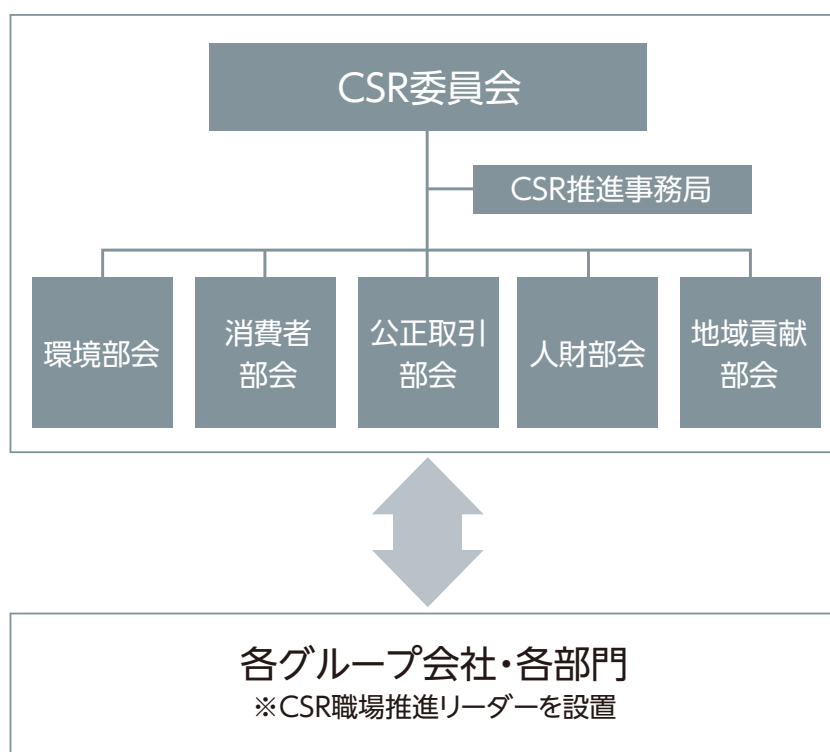 CSR委員会
CSR推進事務局
環境部会
消費者
部会
公正取引
部会
人財部会
地域貢献
部会
各グループ会社・各部門
※CSR職場推進リーダーを設置